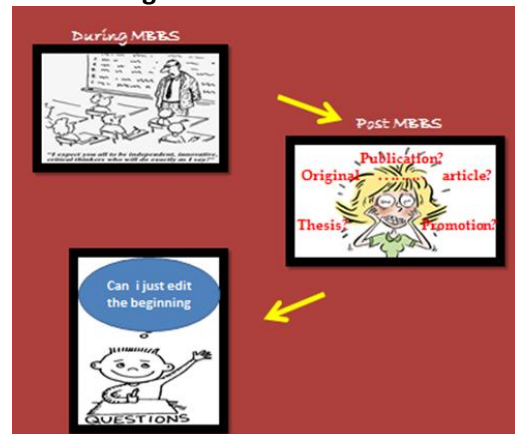 During MBBS
"I expect you all to be independent, innovative,
critical thinkers who will do exactly as I say!"
Post MBBS
Publication?
Original ........ article?
Thesis? Promotion?
Can i just edit
the beginning
QUESTIONS